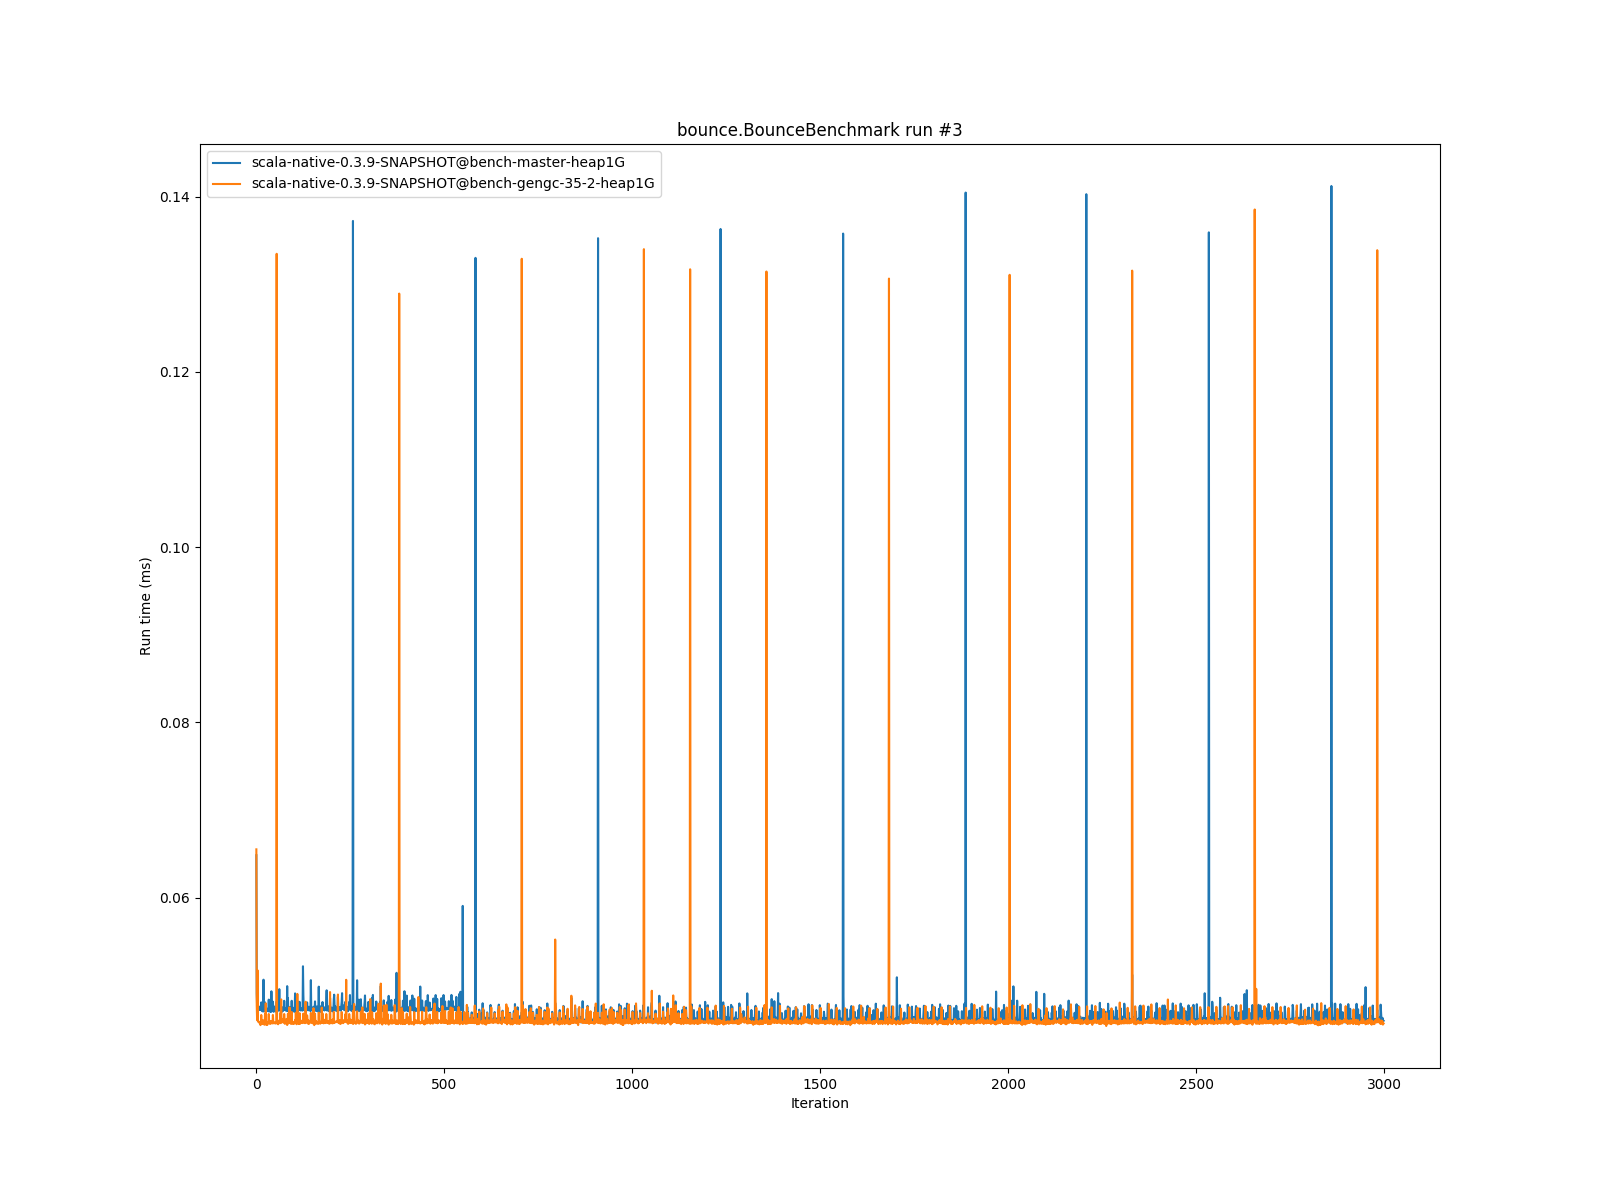 bounce.BounceBenchmark run #3
scala-native-0.3.9-SNAPSHOT@bench-master-heap1G
scala-native-0.3.9-SNAPSHOT@bench-gengc-35-2-heap1G
0.14
0.12
0.10
0.08
0.06
Run time (ms)
0 500 1000 1500 2000 2500 3000
Iteration